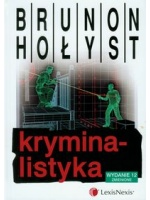 BRUNON
HOŁYST
krymina-
listyka
WYDANIE 12
LexisNexis